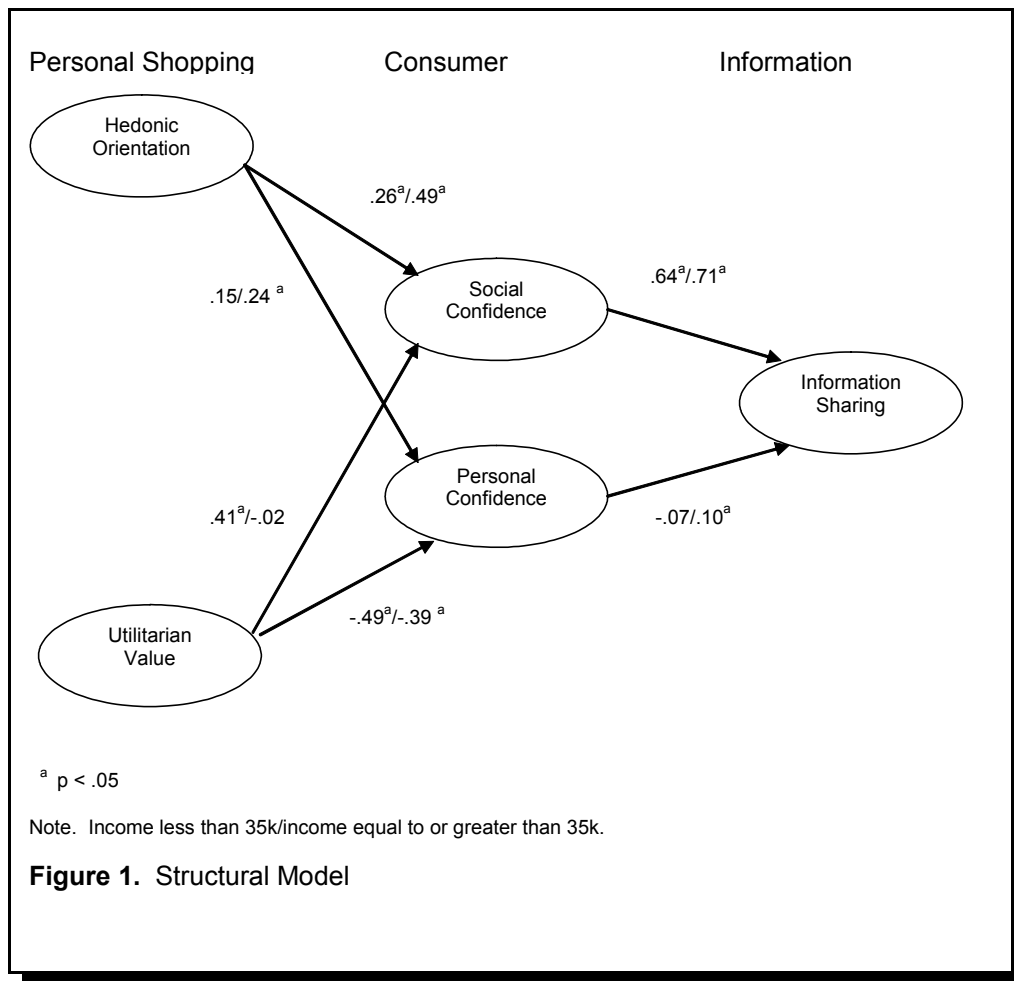 Personal Shopping Consumer Information
Hedonic
Orientation
.26ᵃ/.49ᵃ
.15/.24 ᵃ
Social
Confidence
.64ᵃ/.71ᵃ
Information
Sharing
Personal
Confidence
.41ᵃ/-.02
-.07/.10ᵃ
-.49ᵃ/-.39 ᵃ
Utilitarian
Value
ᵃ p < .05
Note. Income less than 35k/income equal to or greater than 35k.
Figure 1. Structural Model